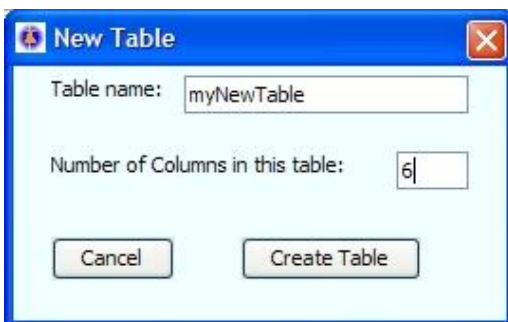 New Table
Table name: myNewTable
Number of Columns in this table: 6
Cancel Create Table